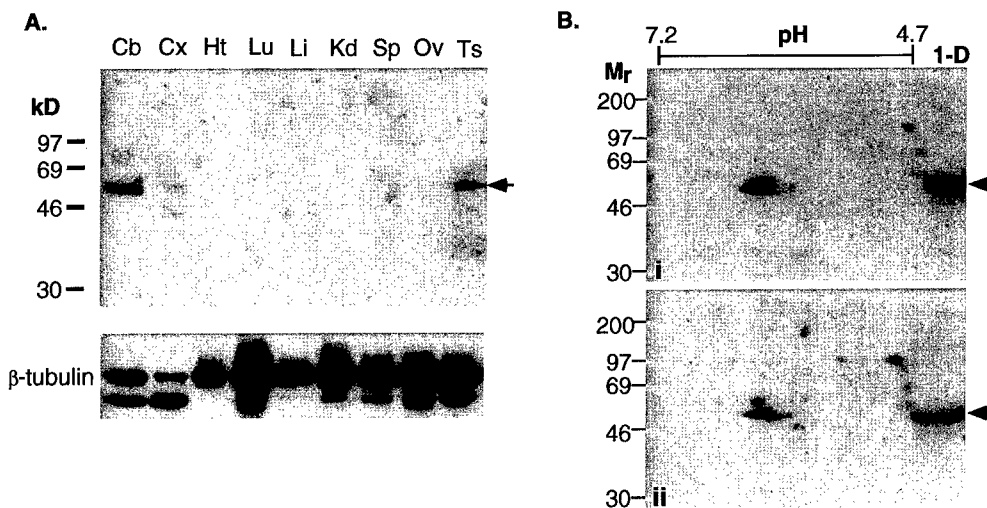 A.
Cb Cx Ht Lu Li Kd Sp Ov Ts
kD
97
69
46
30
β-tubulin
B.
7.2 pH 4.7
1-D
Mr
200
97
69
46
30
i
200
97
69
46
30
ii